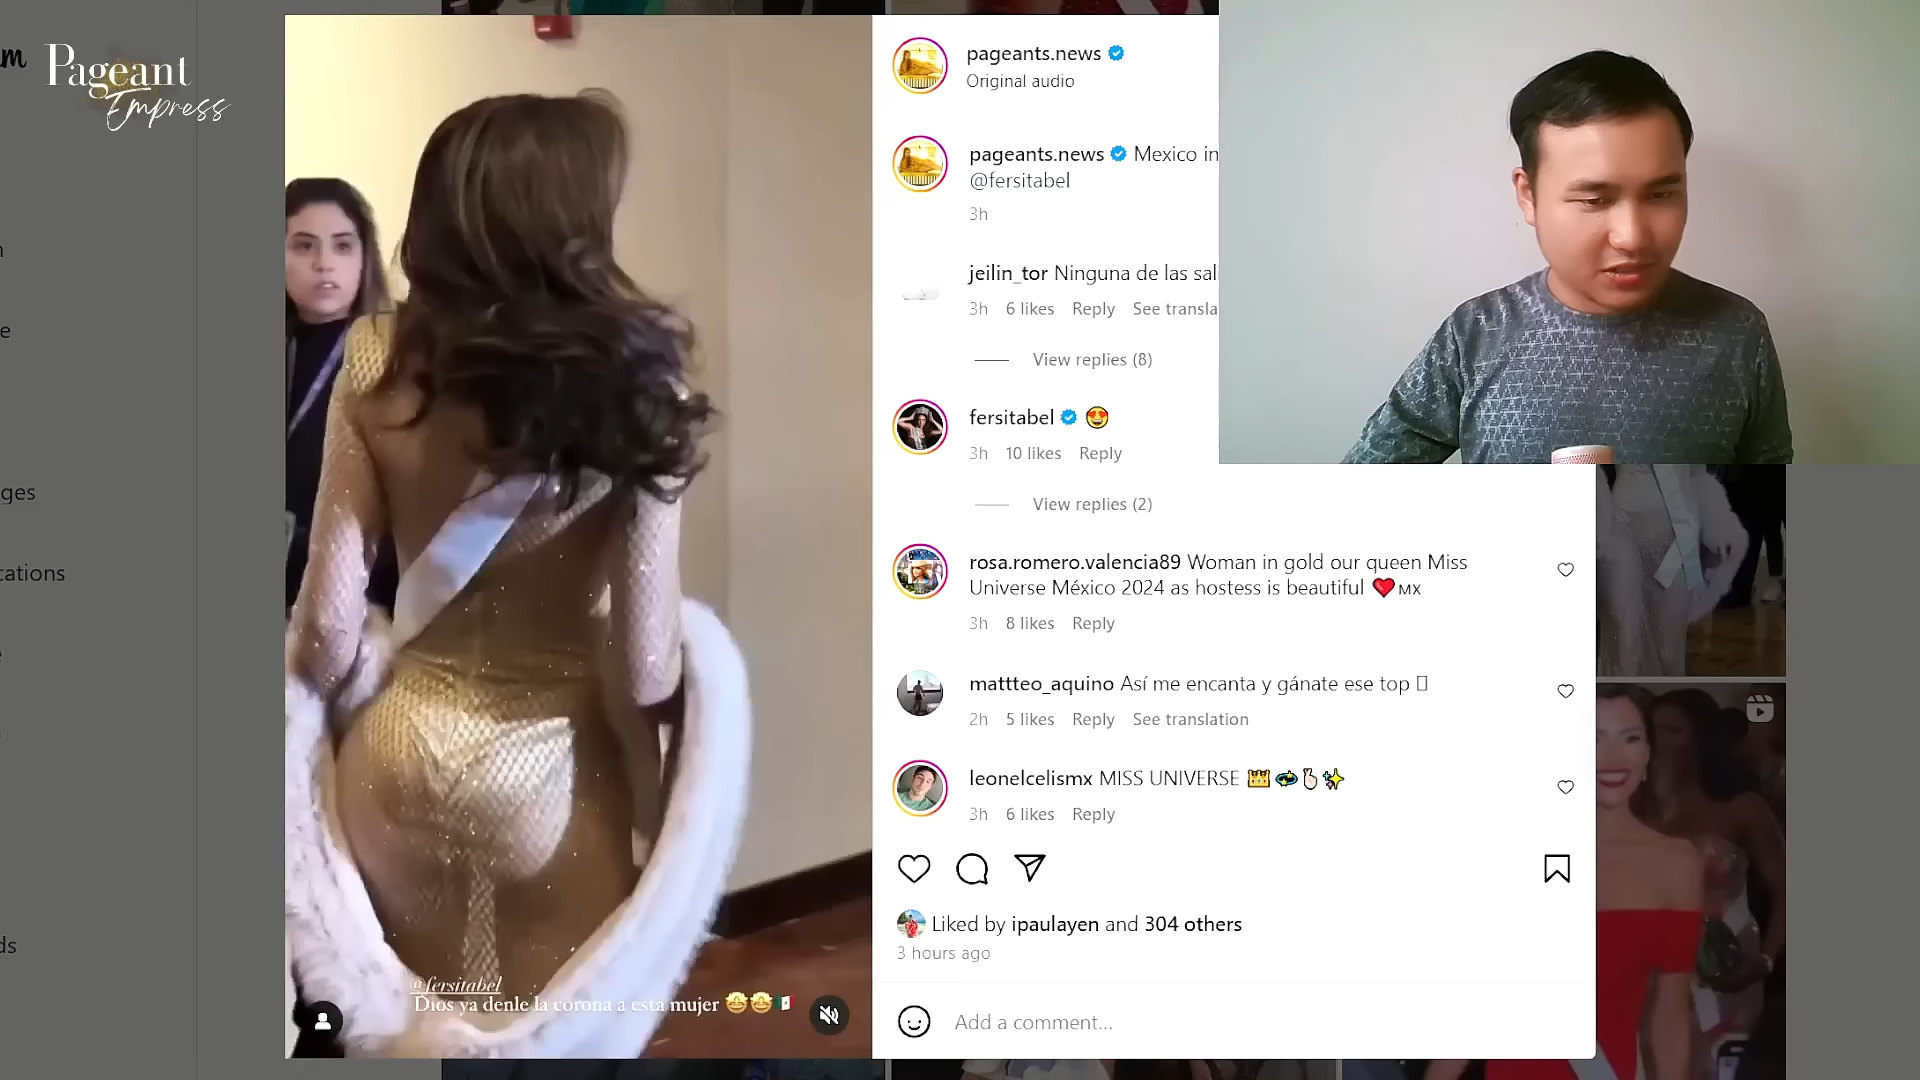 m
Pageant
Empress
ges
cations
e
ds
pageants.news
Original audio
pageants.news Mexico in
@fersitabel
3h
jeilin_tor Ninguna de las sal
3h 6 likes Reply See transla
View replies (8)
fersitabel 😍
3h 10 likes Reply
View replies (2)
rosa.romero.valencia89 Woman in gold our queen Miss
Universe México 2024 as hostess is beautiful ❤️MX
3h 8 likes Reply
mattteo_aquino Así me encanta y gánate ese top
2h 5 likes Reply See translation
leonelcelismx MISS UNIVERSE
3h 6 likes Reply
Liked by ipaulayen and 304 others
3 hours ago
Add a comment...
@fersitabel
Dios ya denle la corona a esta mujer 🤩🤩🇲🇽